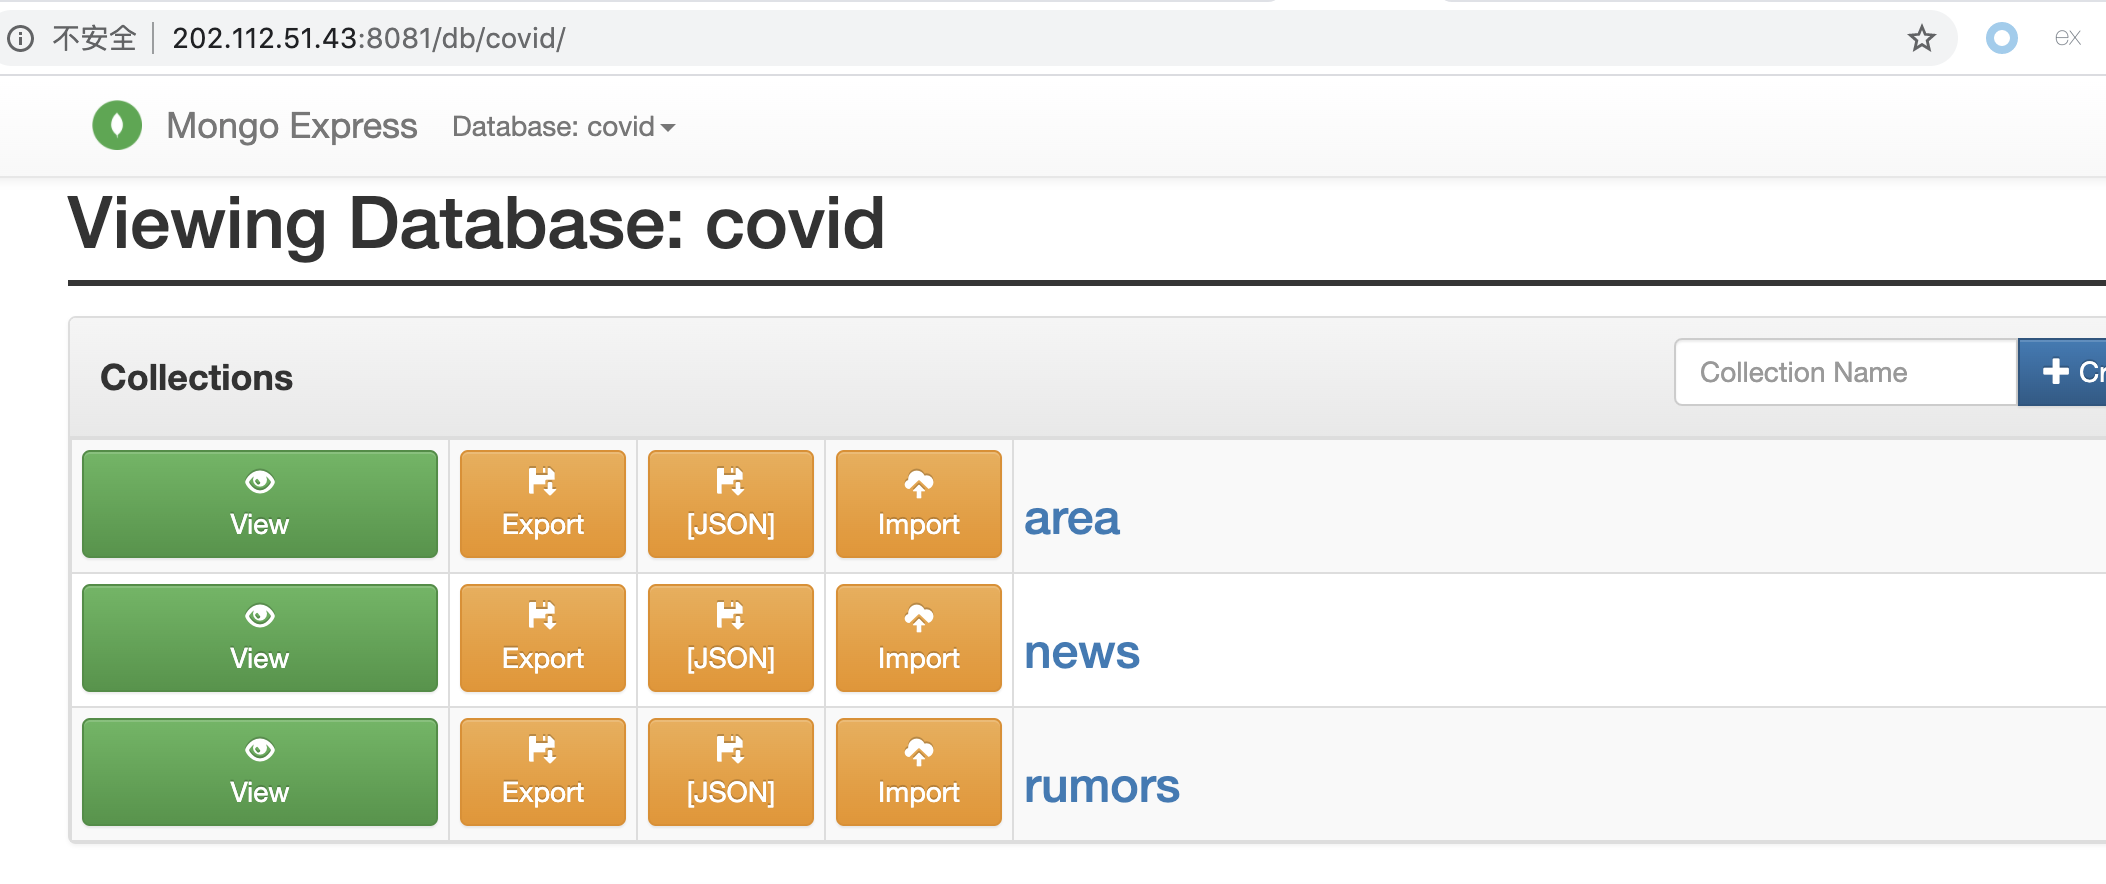 不安全 202.112.51.43:8081/db/covid/ ex
Mongo Express Database: covid
Viewing Database: covid
Collections Collection Name
View Export [JSON] Import area
View Export [JSON] Import news
View Export [JSON] Import rumors